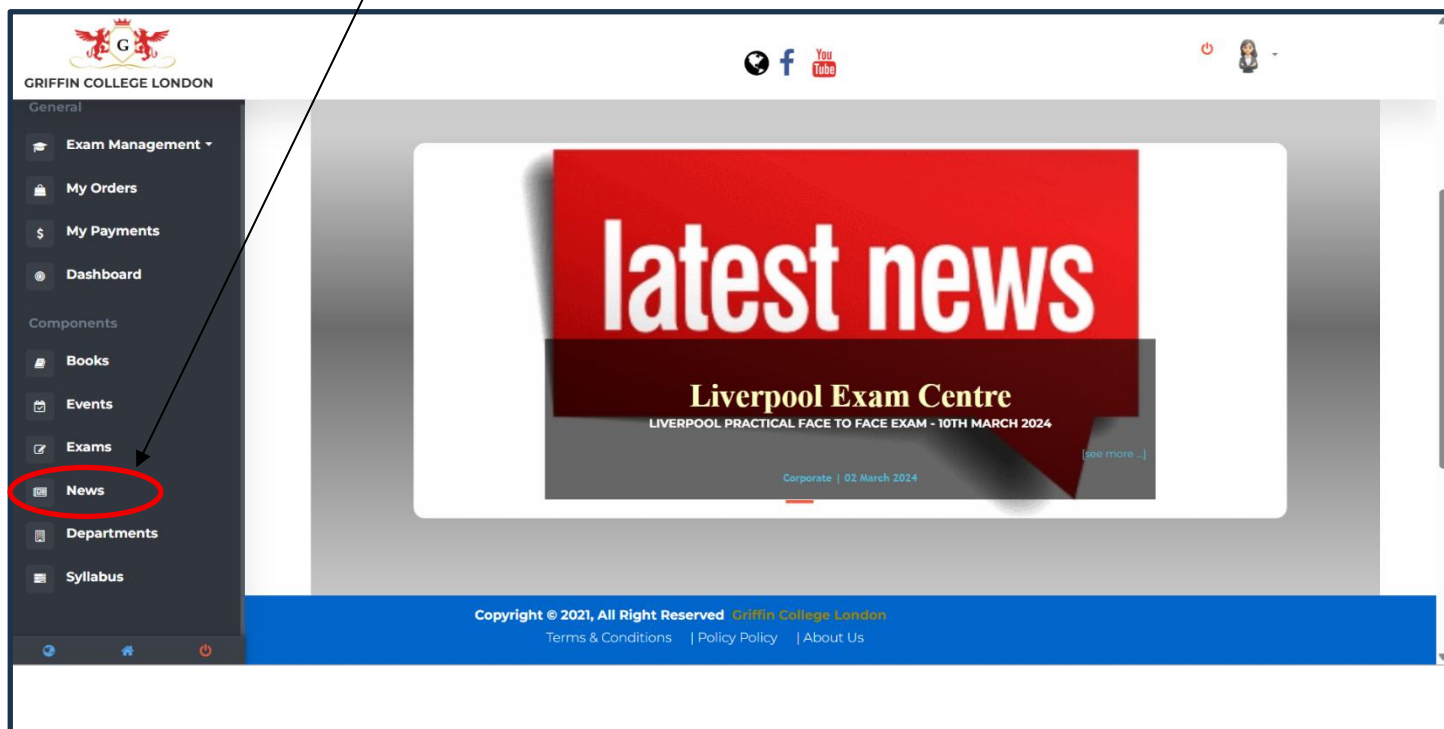 G
GRIFFIN COLLEGE LONDON
You
Tube
General
Exam Management
My Orders
$ My Payments
Dashboard
Components
Books
Events
Exams
News
Departments
Syllabus
latest news
Liverpool Exam Centre
LIVERPOOL PRACTICAL FACE TO FACE EXAM - 10TH MARCH 2024
[see more ...]
Corporate | 02 March 2024
Copyright © 2021, All Right Reserved Griffin College London
Terms & Conditions | Policy Policy | About Us